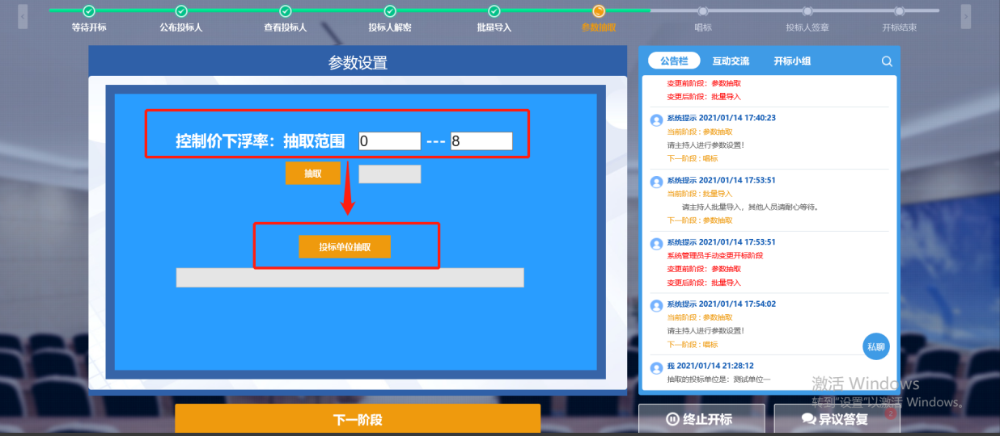 等待开标
公布投标人
查看投标人
投标人解密
批量导入
参数抽取
唱标
投标人签章
开标结束
参数设置
控制价下浮率：抽取范围 0 --- 8
抽取
投标单位抽取
下一阶段
公告栏 互动交流 开标小组
变更前阶段：参数抽取
变更后阶段：批量导入
系统提示 2021/01/14 17:40:23
当前阶段：参数抽取
请主持人进行参数设置！
下一阶段：唱标
系统提示 2021/01/14 17:53:51
当前阶段：批量导入
请主持人批量导入，其他人员请耐心等待。
下一阶段：参数抽取
系统提示 2021/01/14 17:53:51
系统管理员手动变更开标阶段
变更前阶段：参数抽取
变更后阶段：批量导入
系统提示 2021/01/14 17:54:02
当前阶段：参数抽取
请主持人进行参数设置！
下一阶段：唱标
私聊
我 2021/01/14 21:28:12
抽取的投标单位是：测试单位一
激活 Windows
转到"设置"以激活 Windows。
终止开标
异议答复
2